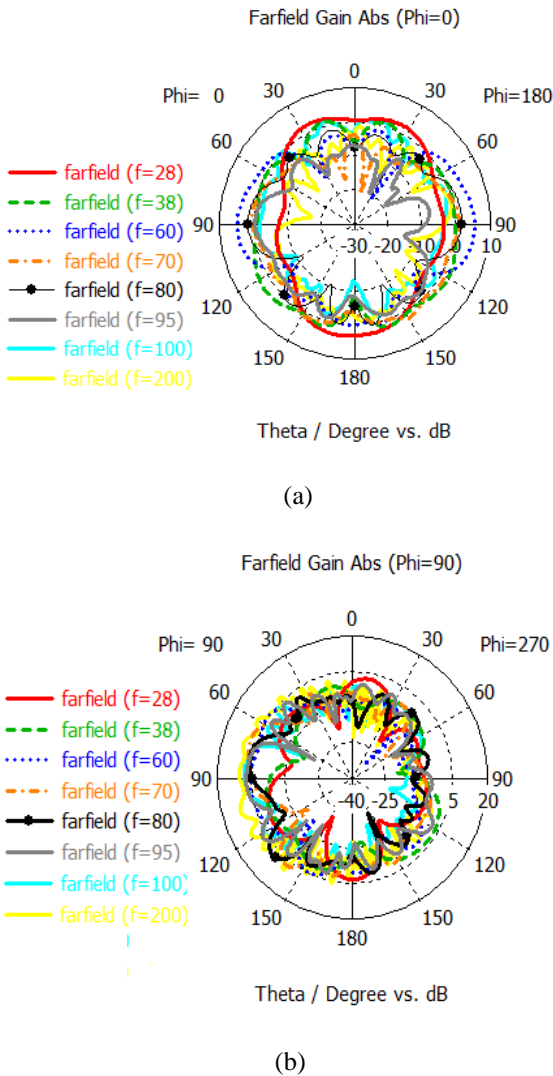 Farfield Gain Abs (Phi=0)
0
Phi= 0 30 30 Phi=180
60 60
farfield (f=28)
farfield (f=38)
farfield (f=60)
farfield (f=70)
farfield (f=80)
farfield (f=95)
farfield (f=100)
farfield (f=200)
90 -30 -20 -10 0 10 90
120 120
150 150
180
Theta / Degree vs. dB
(a)
Farfield Gain Abs (Phi=90)
0
Phi= 90 30 30 Phi=270
60 60
farfield (f=28)
farfield (f=38)
farfield (f=60)
farfield (f=70)
farfield (f=80)
farfield (f=95)
farfield (f=100)
farfield (f=200)
90 -40 -25 5 20 90
120 120
150 150
180
Theta / Degree vs. dB
(b)